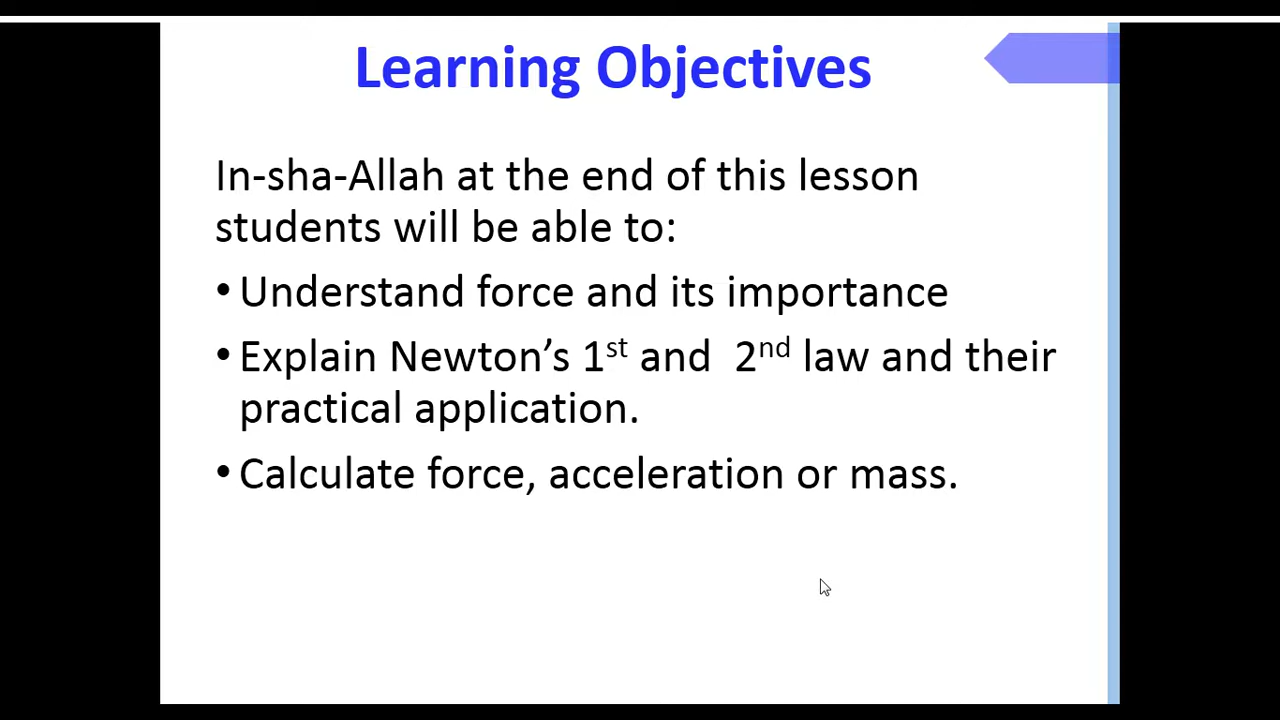 Learning Objectives
In-sha-Allah at the end of this lesson
students will be able to:
•Understand force and its importance
•Explain Newton’s 1st and  2nd law and their
practical application.
•Calculate force, acceleration or mass.